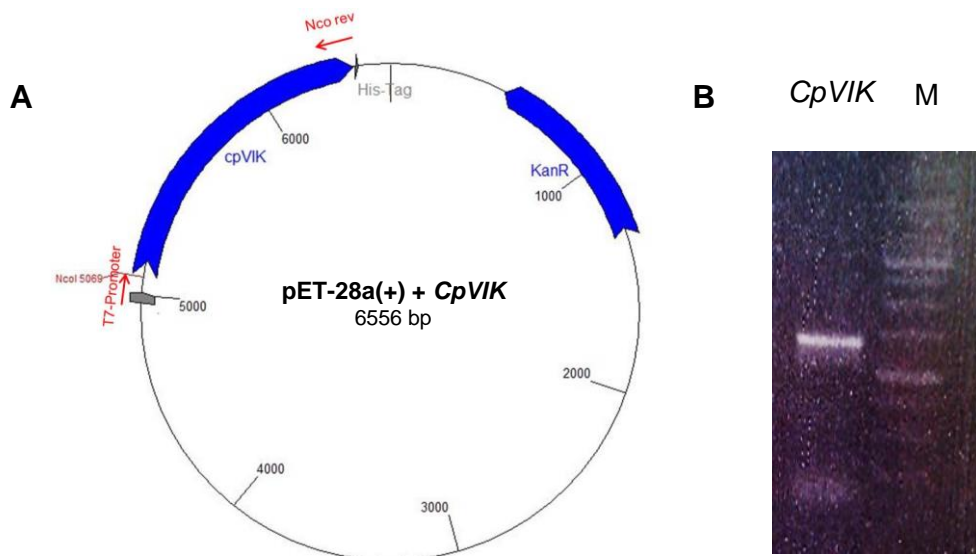 Nco rev
A
B
CpVIK
M
His-Tag
6000
cpVIK
KanR
1000
NcoI 5069
T7-Promoter
5000
pET-28a(+) + CpVIK
6556 bp
2000
4000
3000